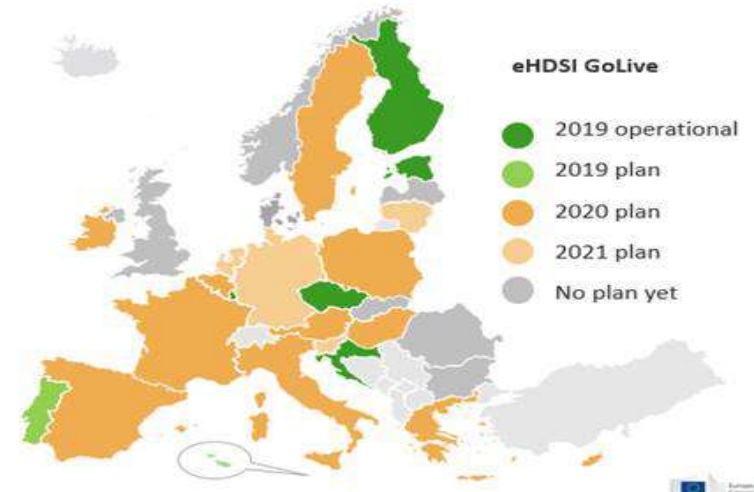 eHDSI GoLive
2019 operational
2019 plan
2020 plan
2021 plan
No plan yet